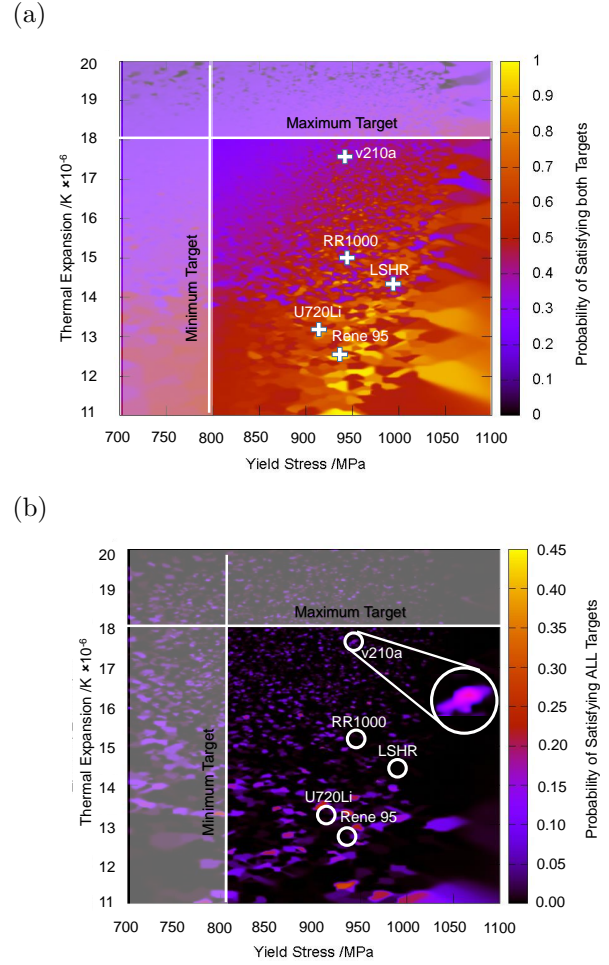 (a)
20
19
18
17
16
15
14
13
12
11
Thermal Expansion /K ×10-6
Maximum Target
Minimum Target
v210a
RR1000
LSHR
U720Li
Rene 95
700 750 800 850 900 950 1000 1050 1100
Yield Stress /MPa
1
0.9
0.8
0.7
0.6
0.5
0.4
0.3
0.2
0.1
0
Probability of Satisfying both Targets
(b)
20
19
18
17
16
15
14
13
12
11
Thermal Expansion /K ×10-6
Maximum Target
Minimum Target
v210a
RR1000
LSHR
U720Li
Rene 95
700 750 800 850 900 950 1000 1050 1100
Yield Stress /MPa
0.45
0.40
0.35
0.30
0.25
0.20
0.15
0.10
0.05
0.00
Probability of Satisfying ALL Targets